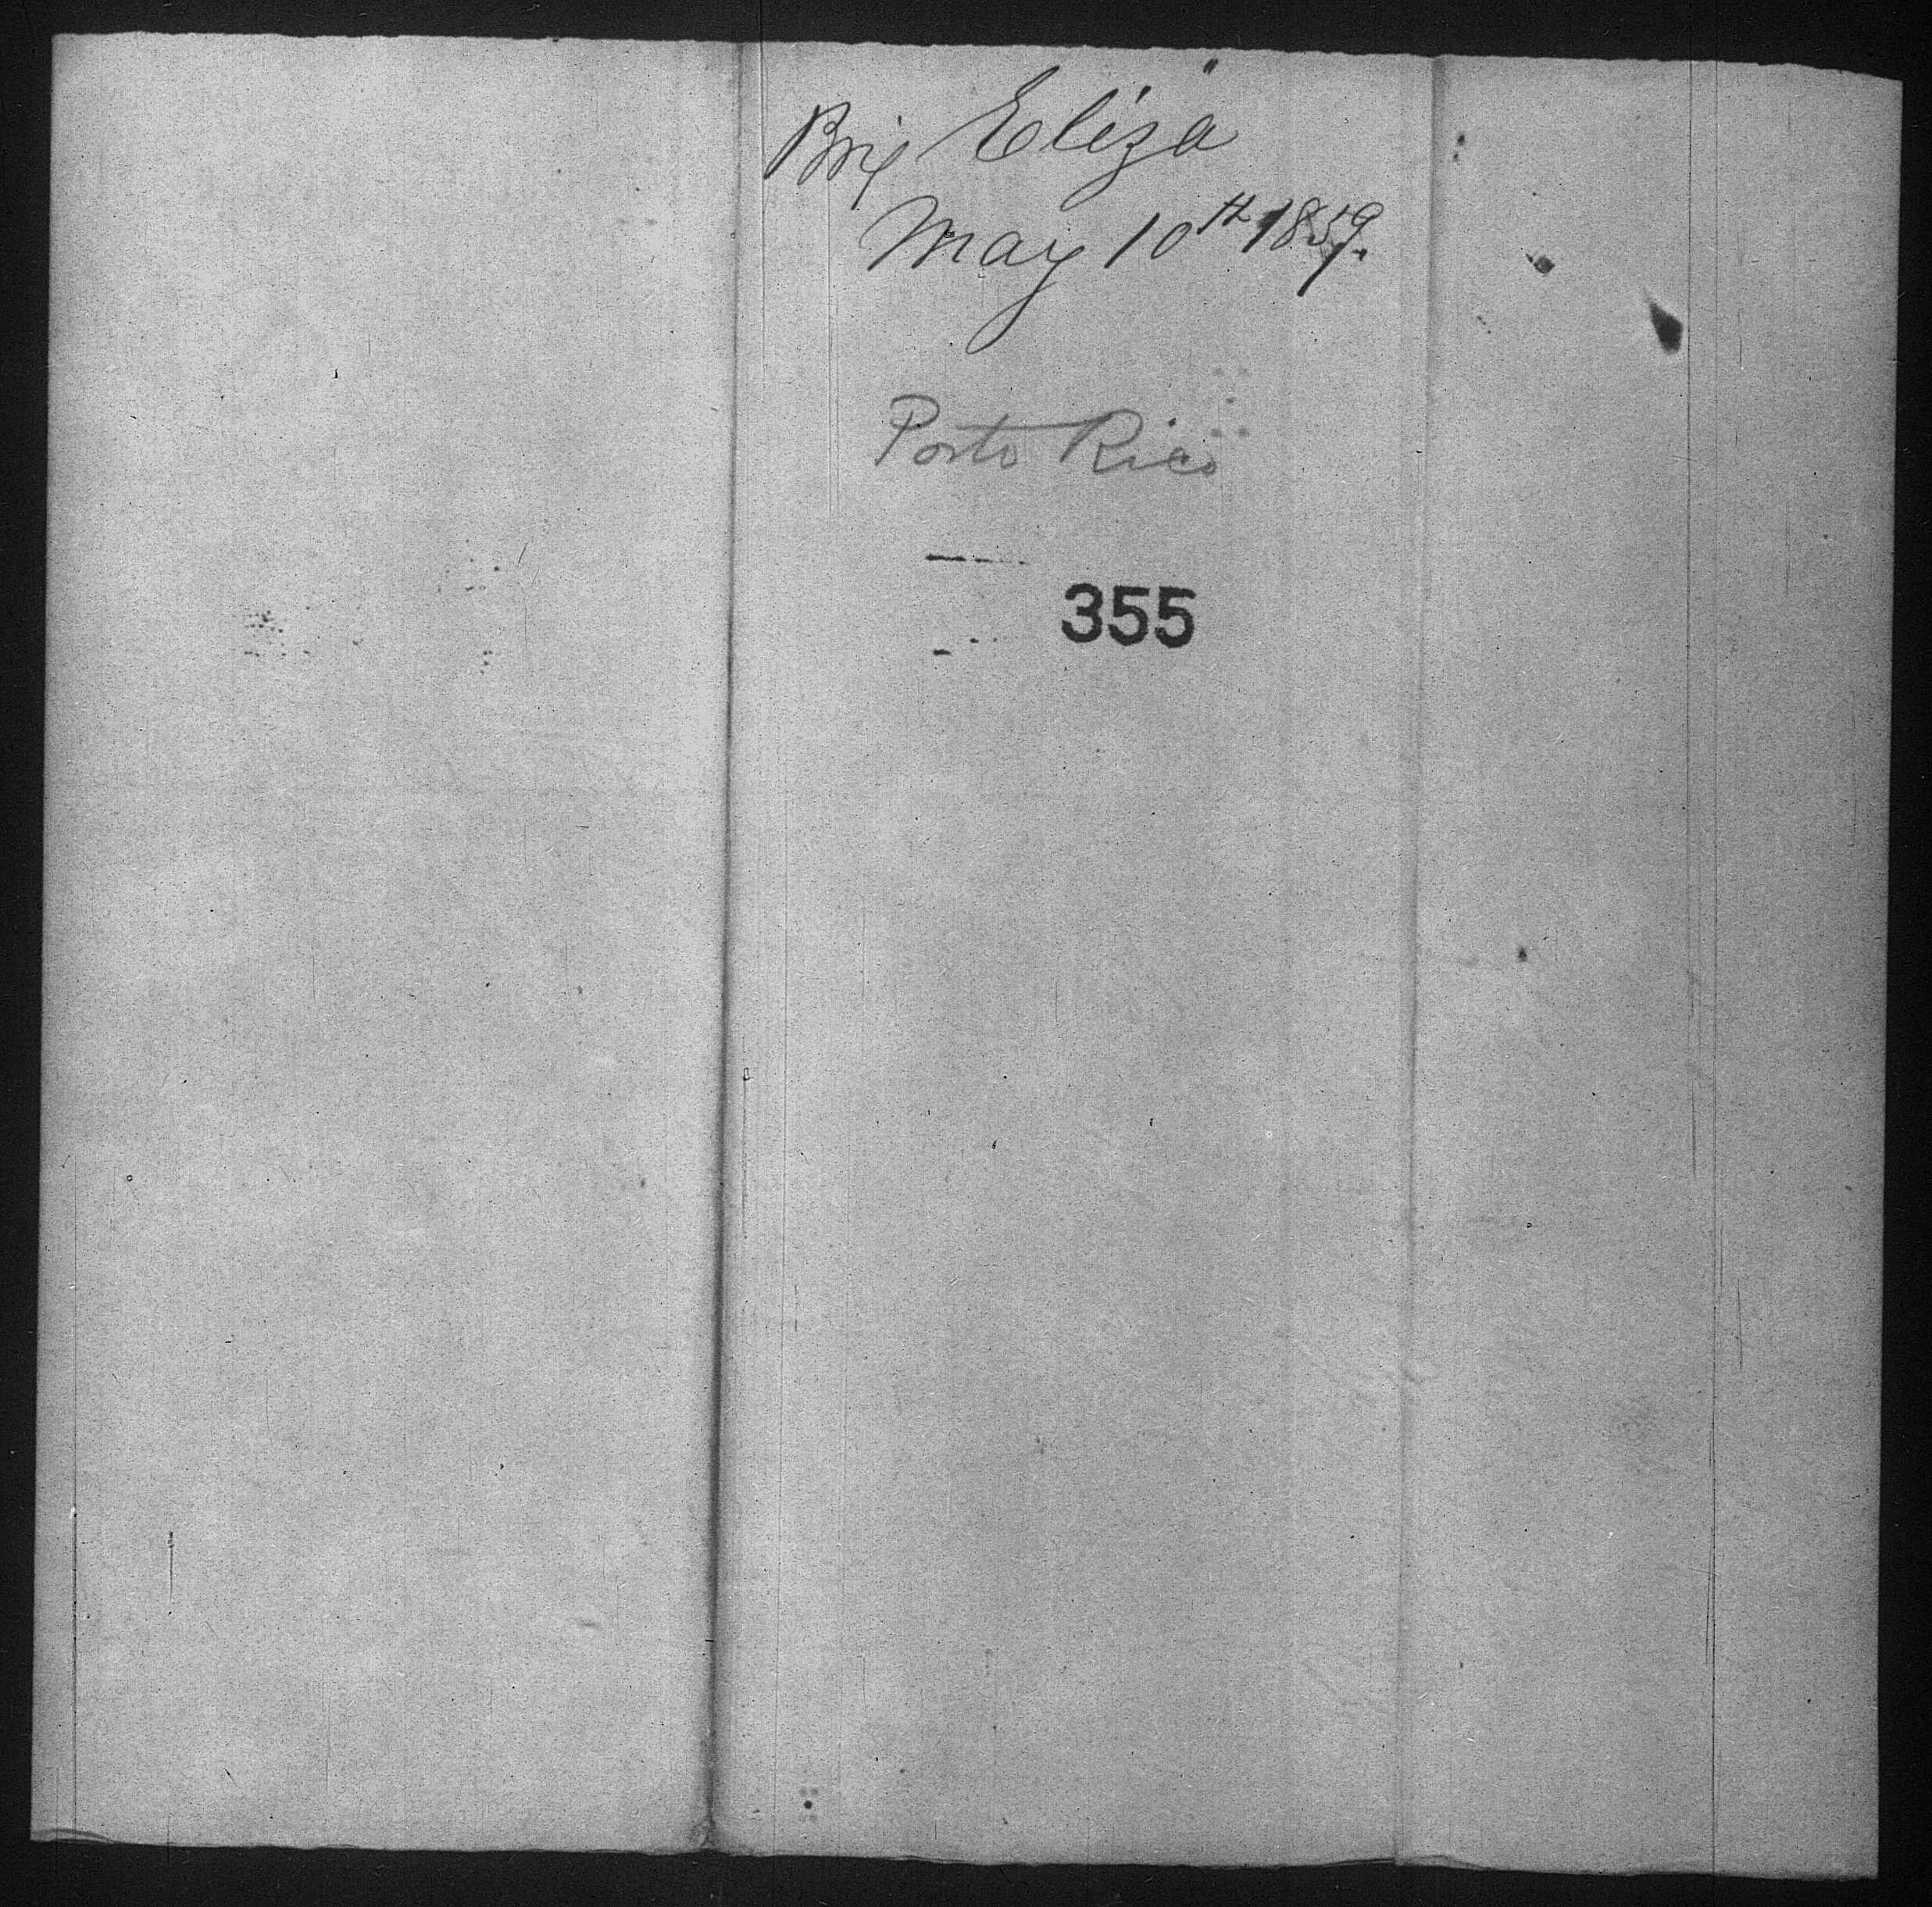 Brig Eliza
May 10th 1859.
Porto Rico
355